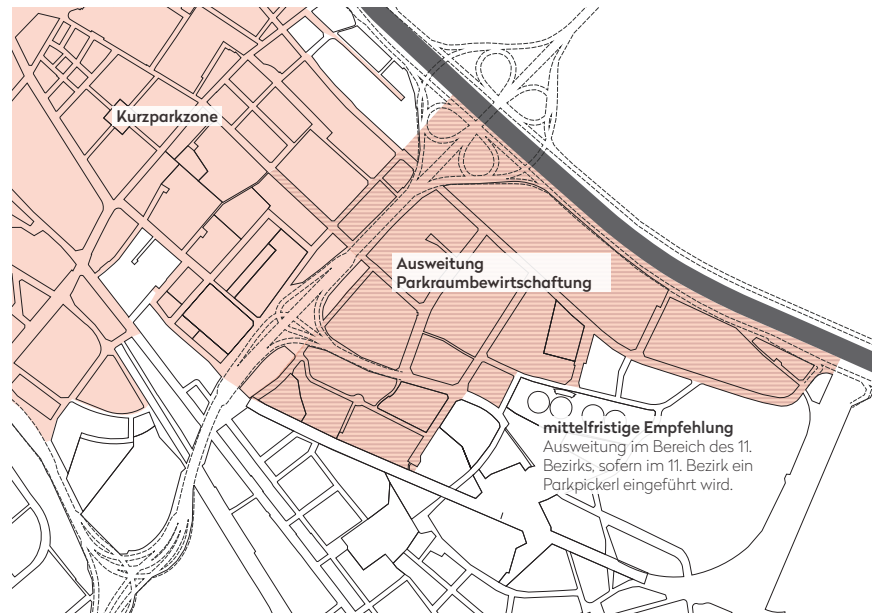 Kurzparkzone
Ausweitung
Parkraumbewirtschaftung
mittelfristige Empfehlung
Ausweitung im Bereich des 11.
Bezirks, sofern im 11. Bezirk ein
Parkpickerl eingeführt wird.